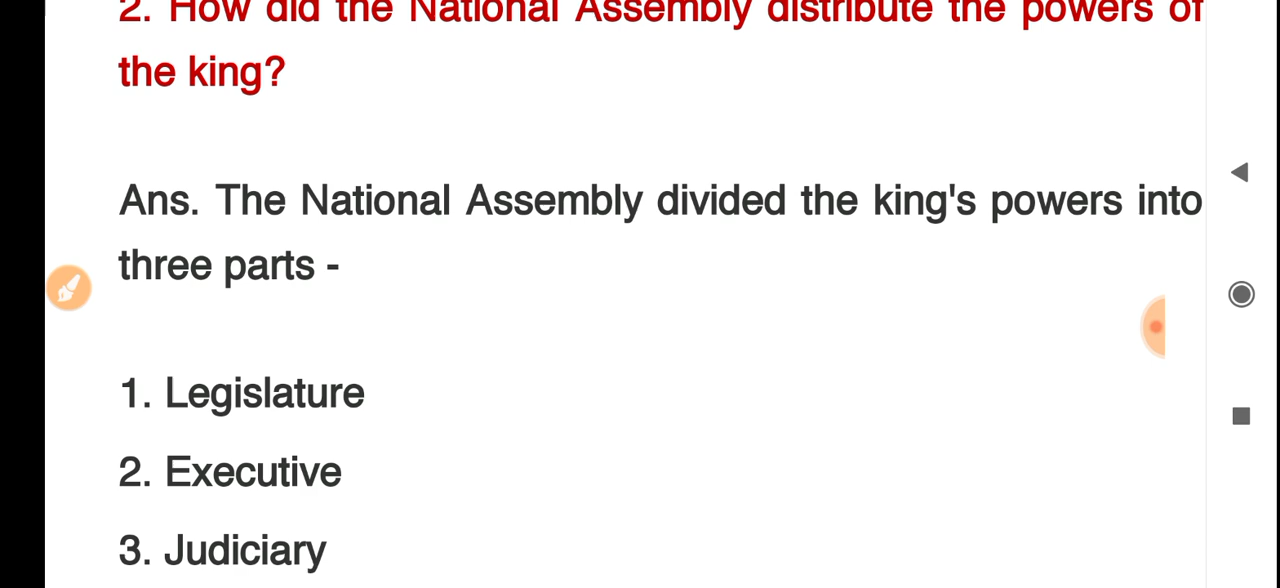 2. How did the National Assembly distribute the powers of
the king?
Ans. The National Assembly divided the king's powers into
three parts -
1. Legislature
2. Executive
3. Judiciary